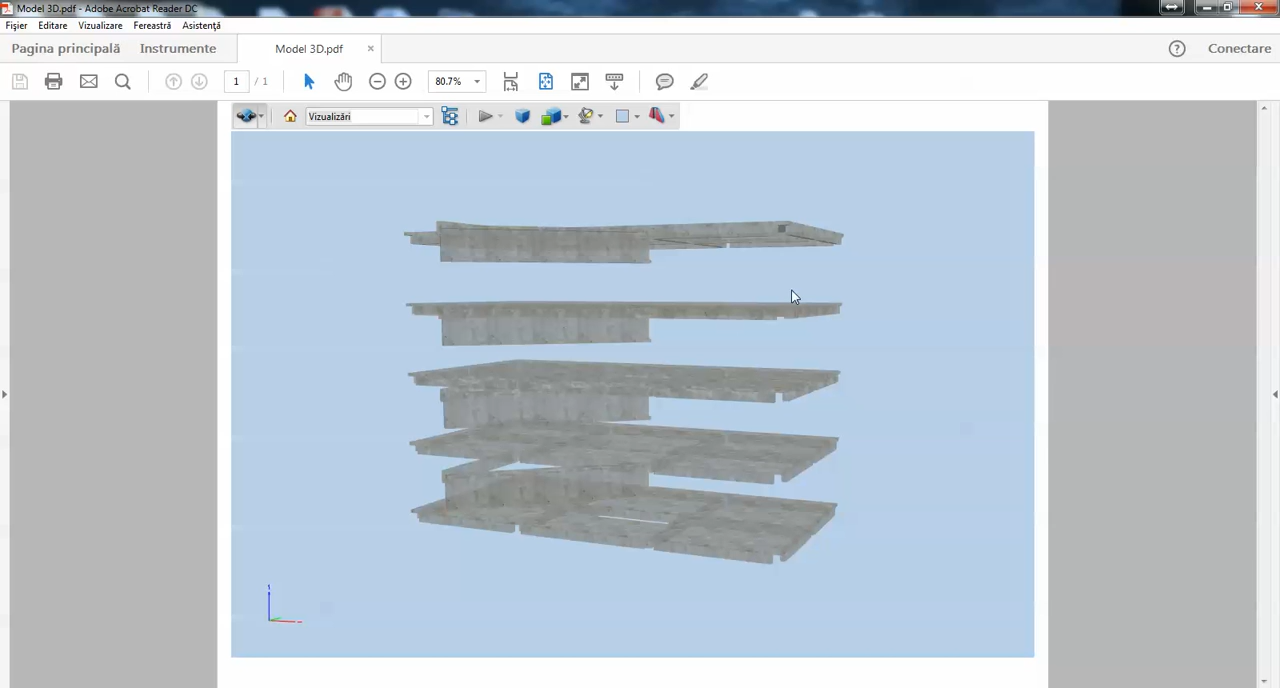 Model 3D.pdf - Adobe Acrobat Reader DC
Fișier Editare Vizualizare Fereastră Asistență
Pagina principală Instrumente Model 3D.pdf × ? Conectare
1 / 1 80.7%
Vizualizări